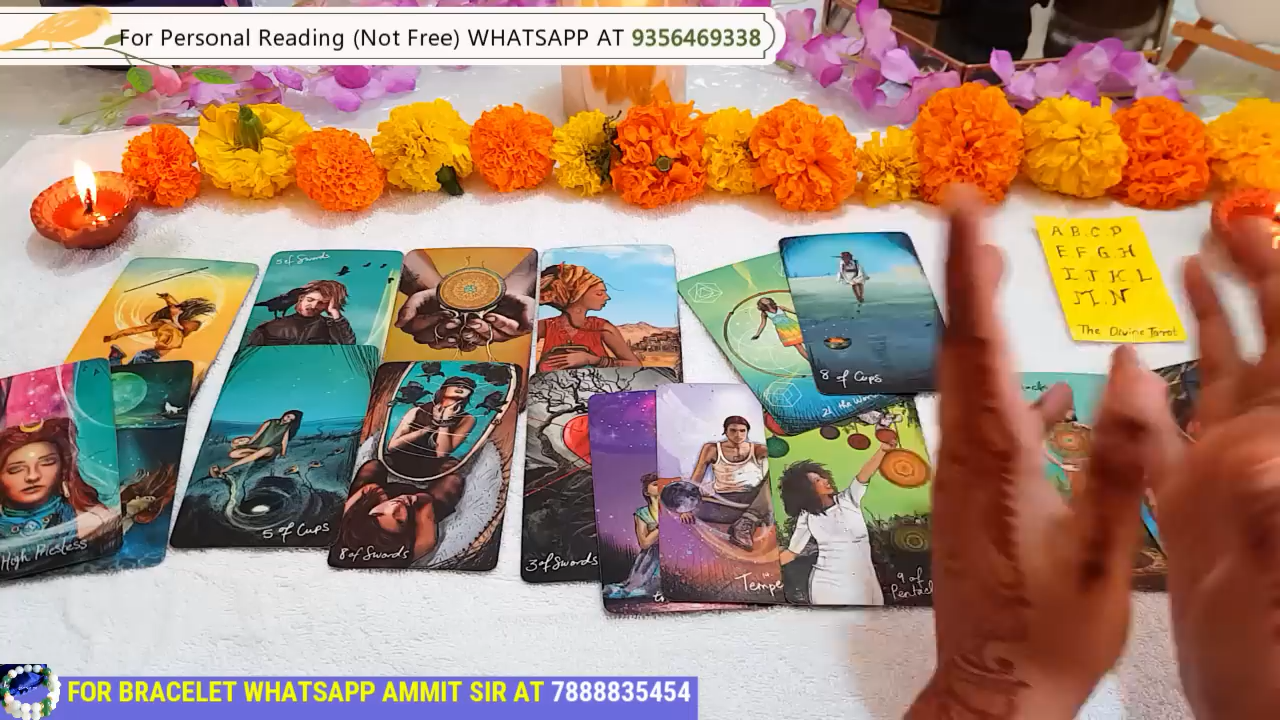 For Personal Reading (Not Free) WHATSAPP AT 9356469338
A B C D
E F G H
I J K L
M N
The Divine Tarot
5 of Swords
8 of Cups
21 the
High Priestess
5 of Cups
8 of Swords
3 of Swords
Tempe
9 of
Pentacl
FOR BRACELET WHATSAPP AMMIT SIR AT 7888835454